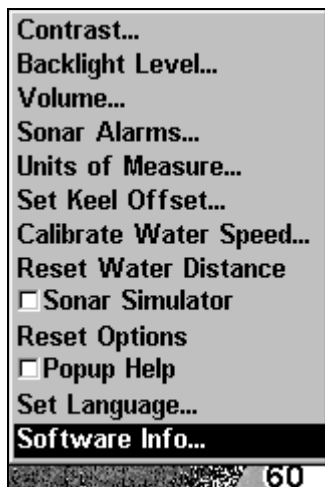 Contrast...
Backlight Level...
Volume...
Sonar Alarms...
Units of Measure...
Set Keel Offset...
Calibrate Water Speed...
Reset Water Distance
Sonar Simulator
Reset Options
Popup Help
Set Language...
Software Info...
60